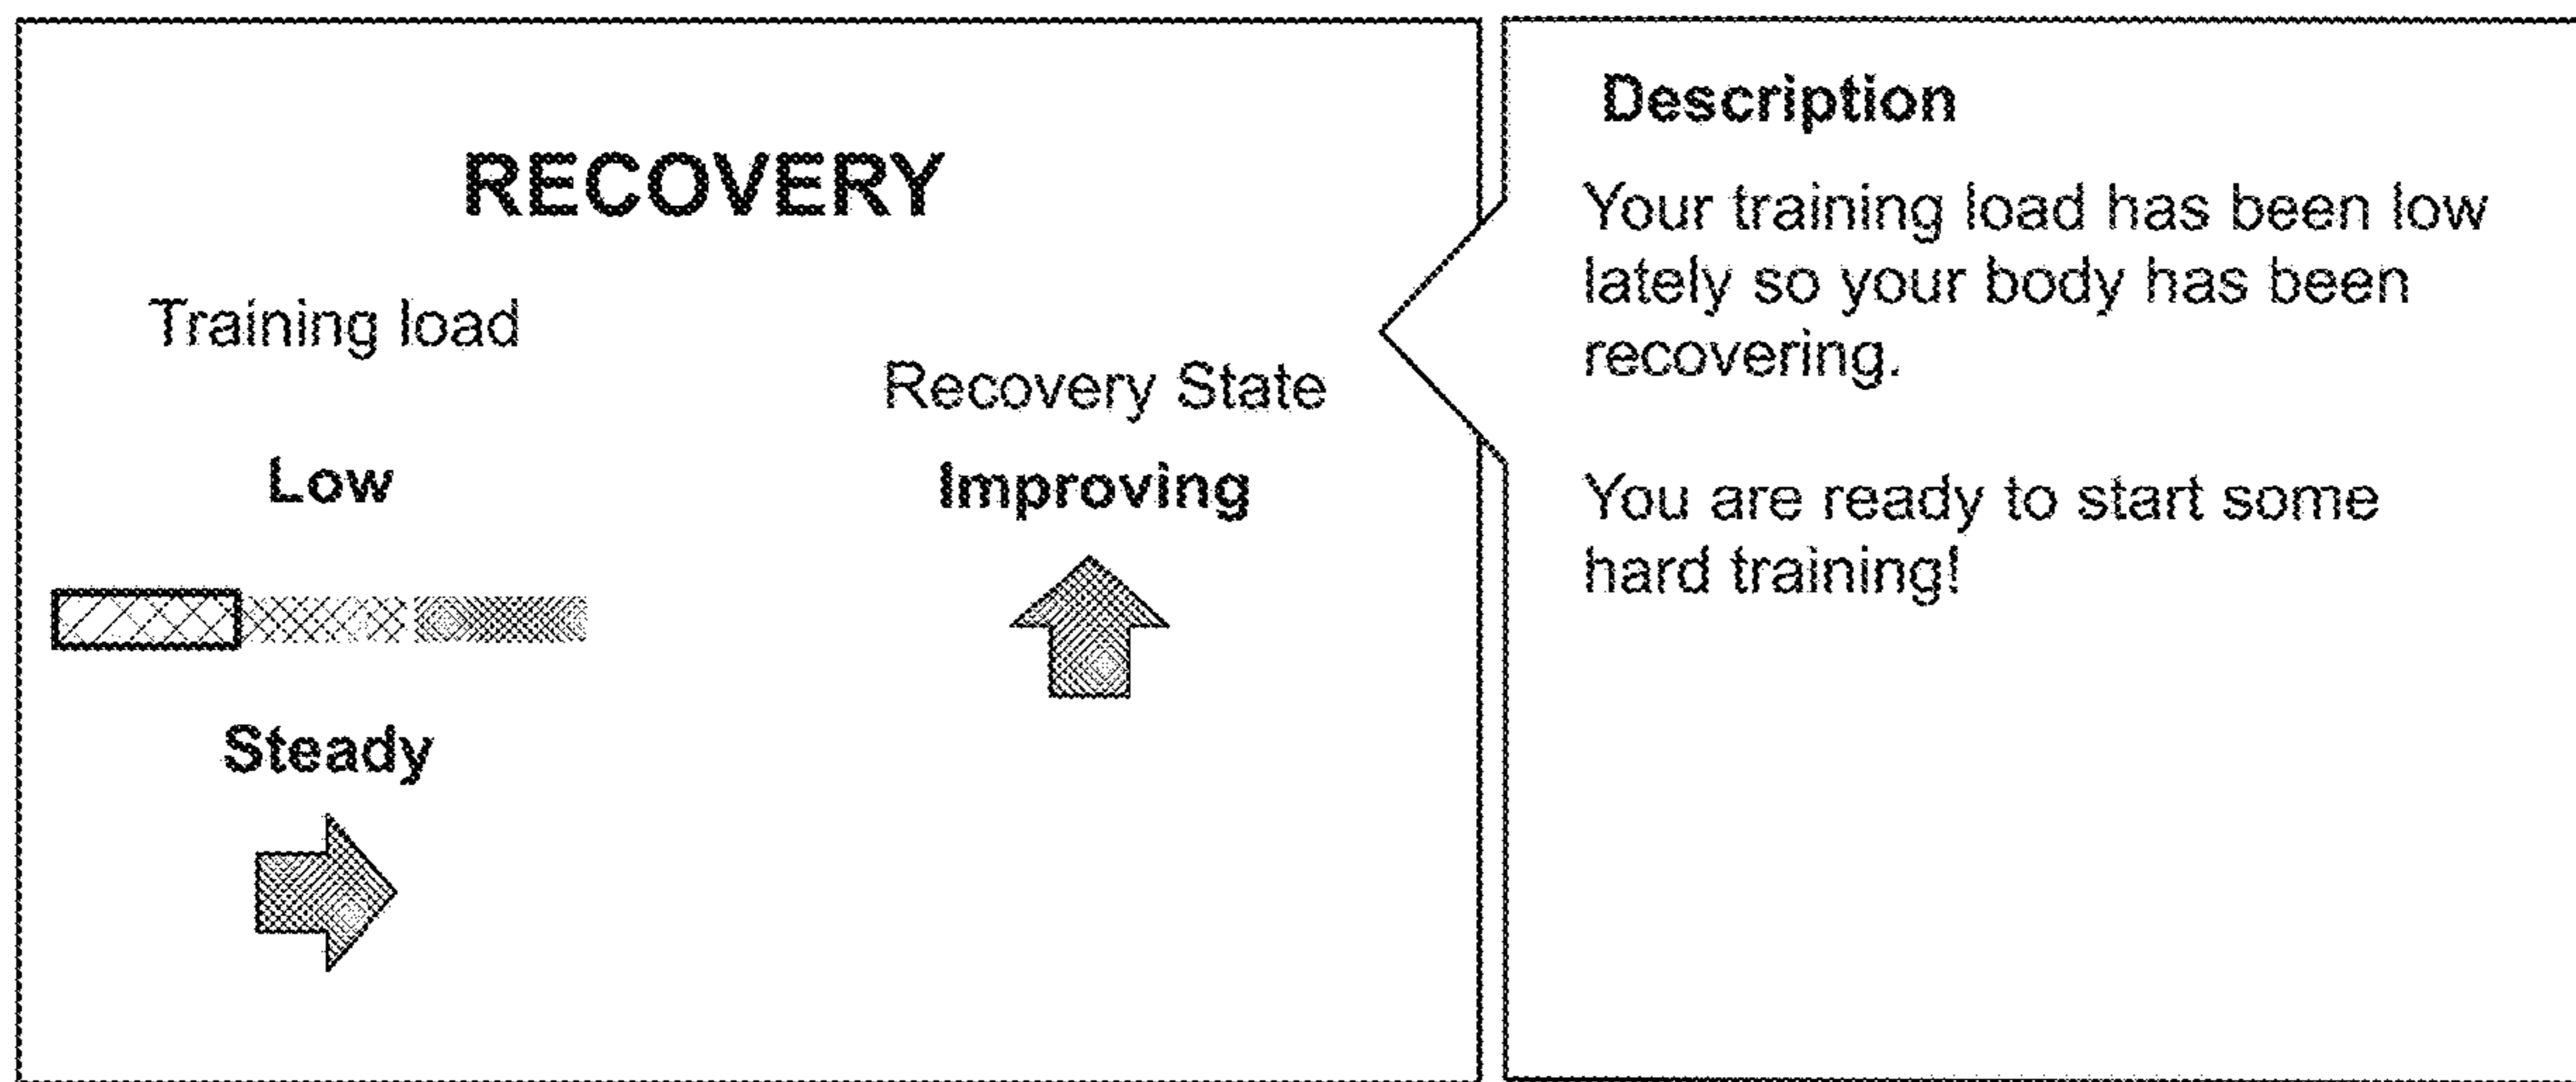 RECOVERY
Training load
Low
Steady
Recovery State
Improving
Description
Your training load has been low
lately so your body has been
recovering.
You are ready to start some
hard training!